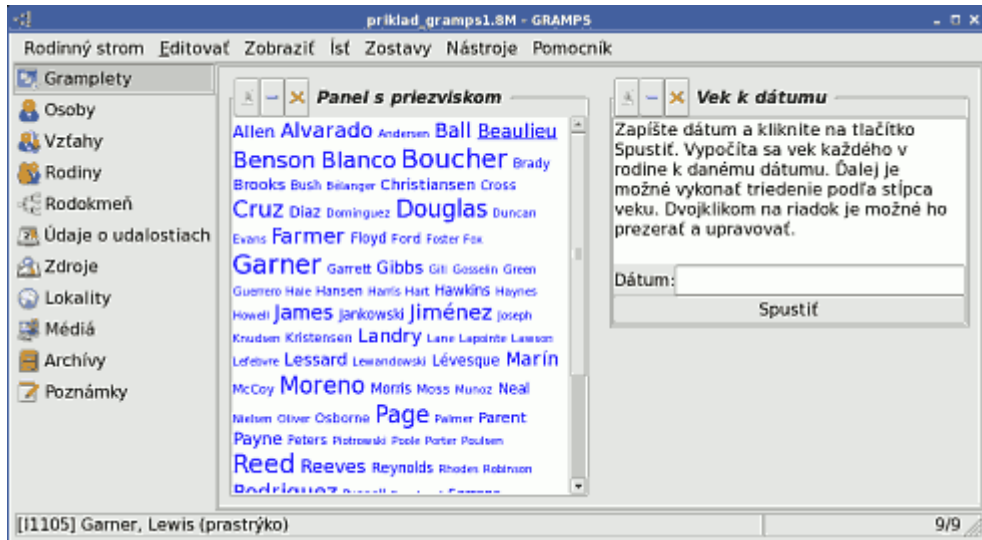 priklad_gramps1.8M - GRAMPS
Rodinný strom Editovať Zobraziť Ísť Zostavy Nástroje Pomocník
Gramplety
Osoby
Vzťahy
Rodiny
Rodokmeň
Údaje o udalostiach
Zdroje
Lokality
Médiá
Archívy
Poznámky
Panel s priezviskom
Allen Alvarado Andersen Ball Beaulieu
Benson Blanco Boucher Brady
Brooks Bush Bélanger Christiansen Cross
Cruz Diaz Dominguez Douglas Duncan
Evans Farmer Floyd Ford Foster Fox
Garner Garrett Gibbs Gill Gosselin Green
Guerrero Hale Hansen Harris Hart Hawkins Haynes
Howell James Jankowski Jiménez Joseph
Knudsen Kristensen Landry Lane Lapointe Lawson
Lefebvre Lessard Lewandowski Lévesque Marín
McCoy Moreno Morris Moss Munoz Neal
Nielsen Oliver Osborne Page Palmer Parent
Payne Peters Piotrowski Poole Porter Poulsen
Reed Reeves Reynolds Rhodes Robinson
Rodriquez
Vek k dátumu
Zapíšte dátum a kliknite na tlačítko
Spustiť. Vypočíta sa vek každého v
rodine k danému dátumu. Ďalej je
možné vykonať triedenie podľa stĺpca
veku. Dvojklikom na riadok je možné ho
prezerať a upravovať.
Dátum:
Spustiť
[I1105] Garner, Lewis (prastrýko)
9/9